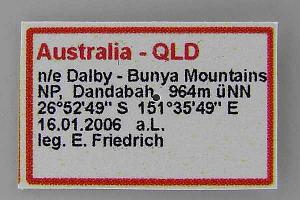 Australia - QLD
n/e Dalby - Bunya Mountains
NP, Dandabah, 964m üNN
26°52'49" S 151°35'49" E
16.01.2006 a.L.
leg. E. Friedrich